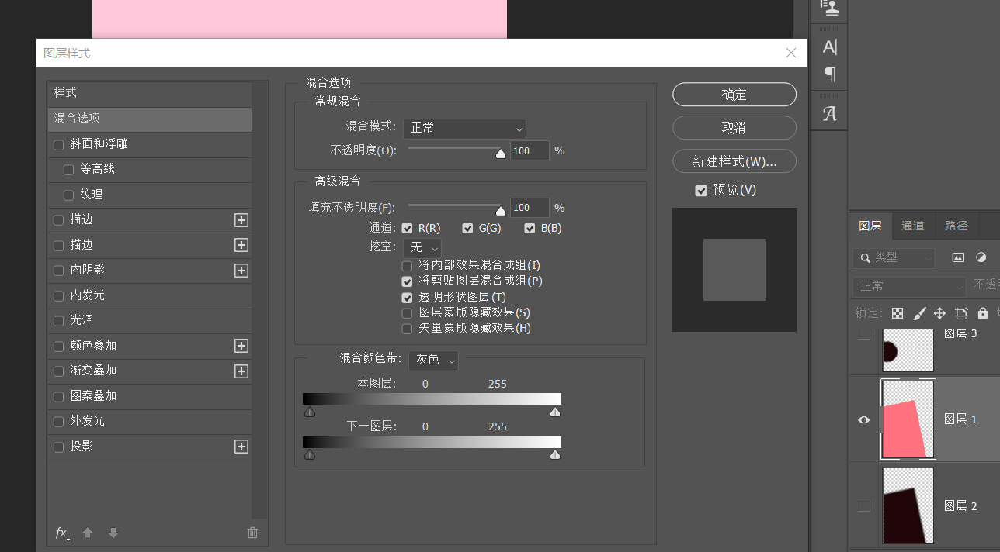 图层样式
样式
混合选项
斜面和浮雕
等高线
纹理
描边
描边
内阴影
内发光
光泽
颜色叠加
渐变叠加
图案叠加
外发光
投影
fx
混合选项
常规混合
混合模式: 正常
不透明度(O): 100 %
高级混合
填充不透明度(F): 100 %
通道: R(R) G(G) B(B)
挖空: 无
将内部效果混合成组(I)
将剪贴图层混合成组(P)
透明形状图层(T)
图层蒙版隐藏效果(S)
矢量蒙版隐藏效果(H)
混合颜色带: 灰色
本图层: 0 255
下一图层: 0 255
确定
取消
新建样式(W)...
预览(V)
图层 通道 路径
类型
正常 不透
锁定:
图层 3
图层 1
图层 2